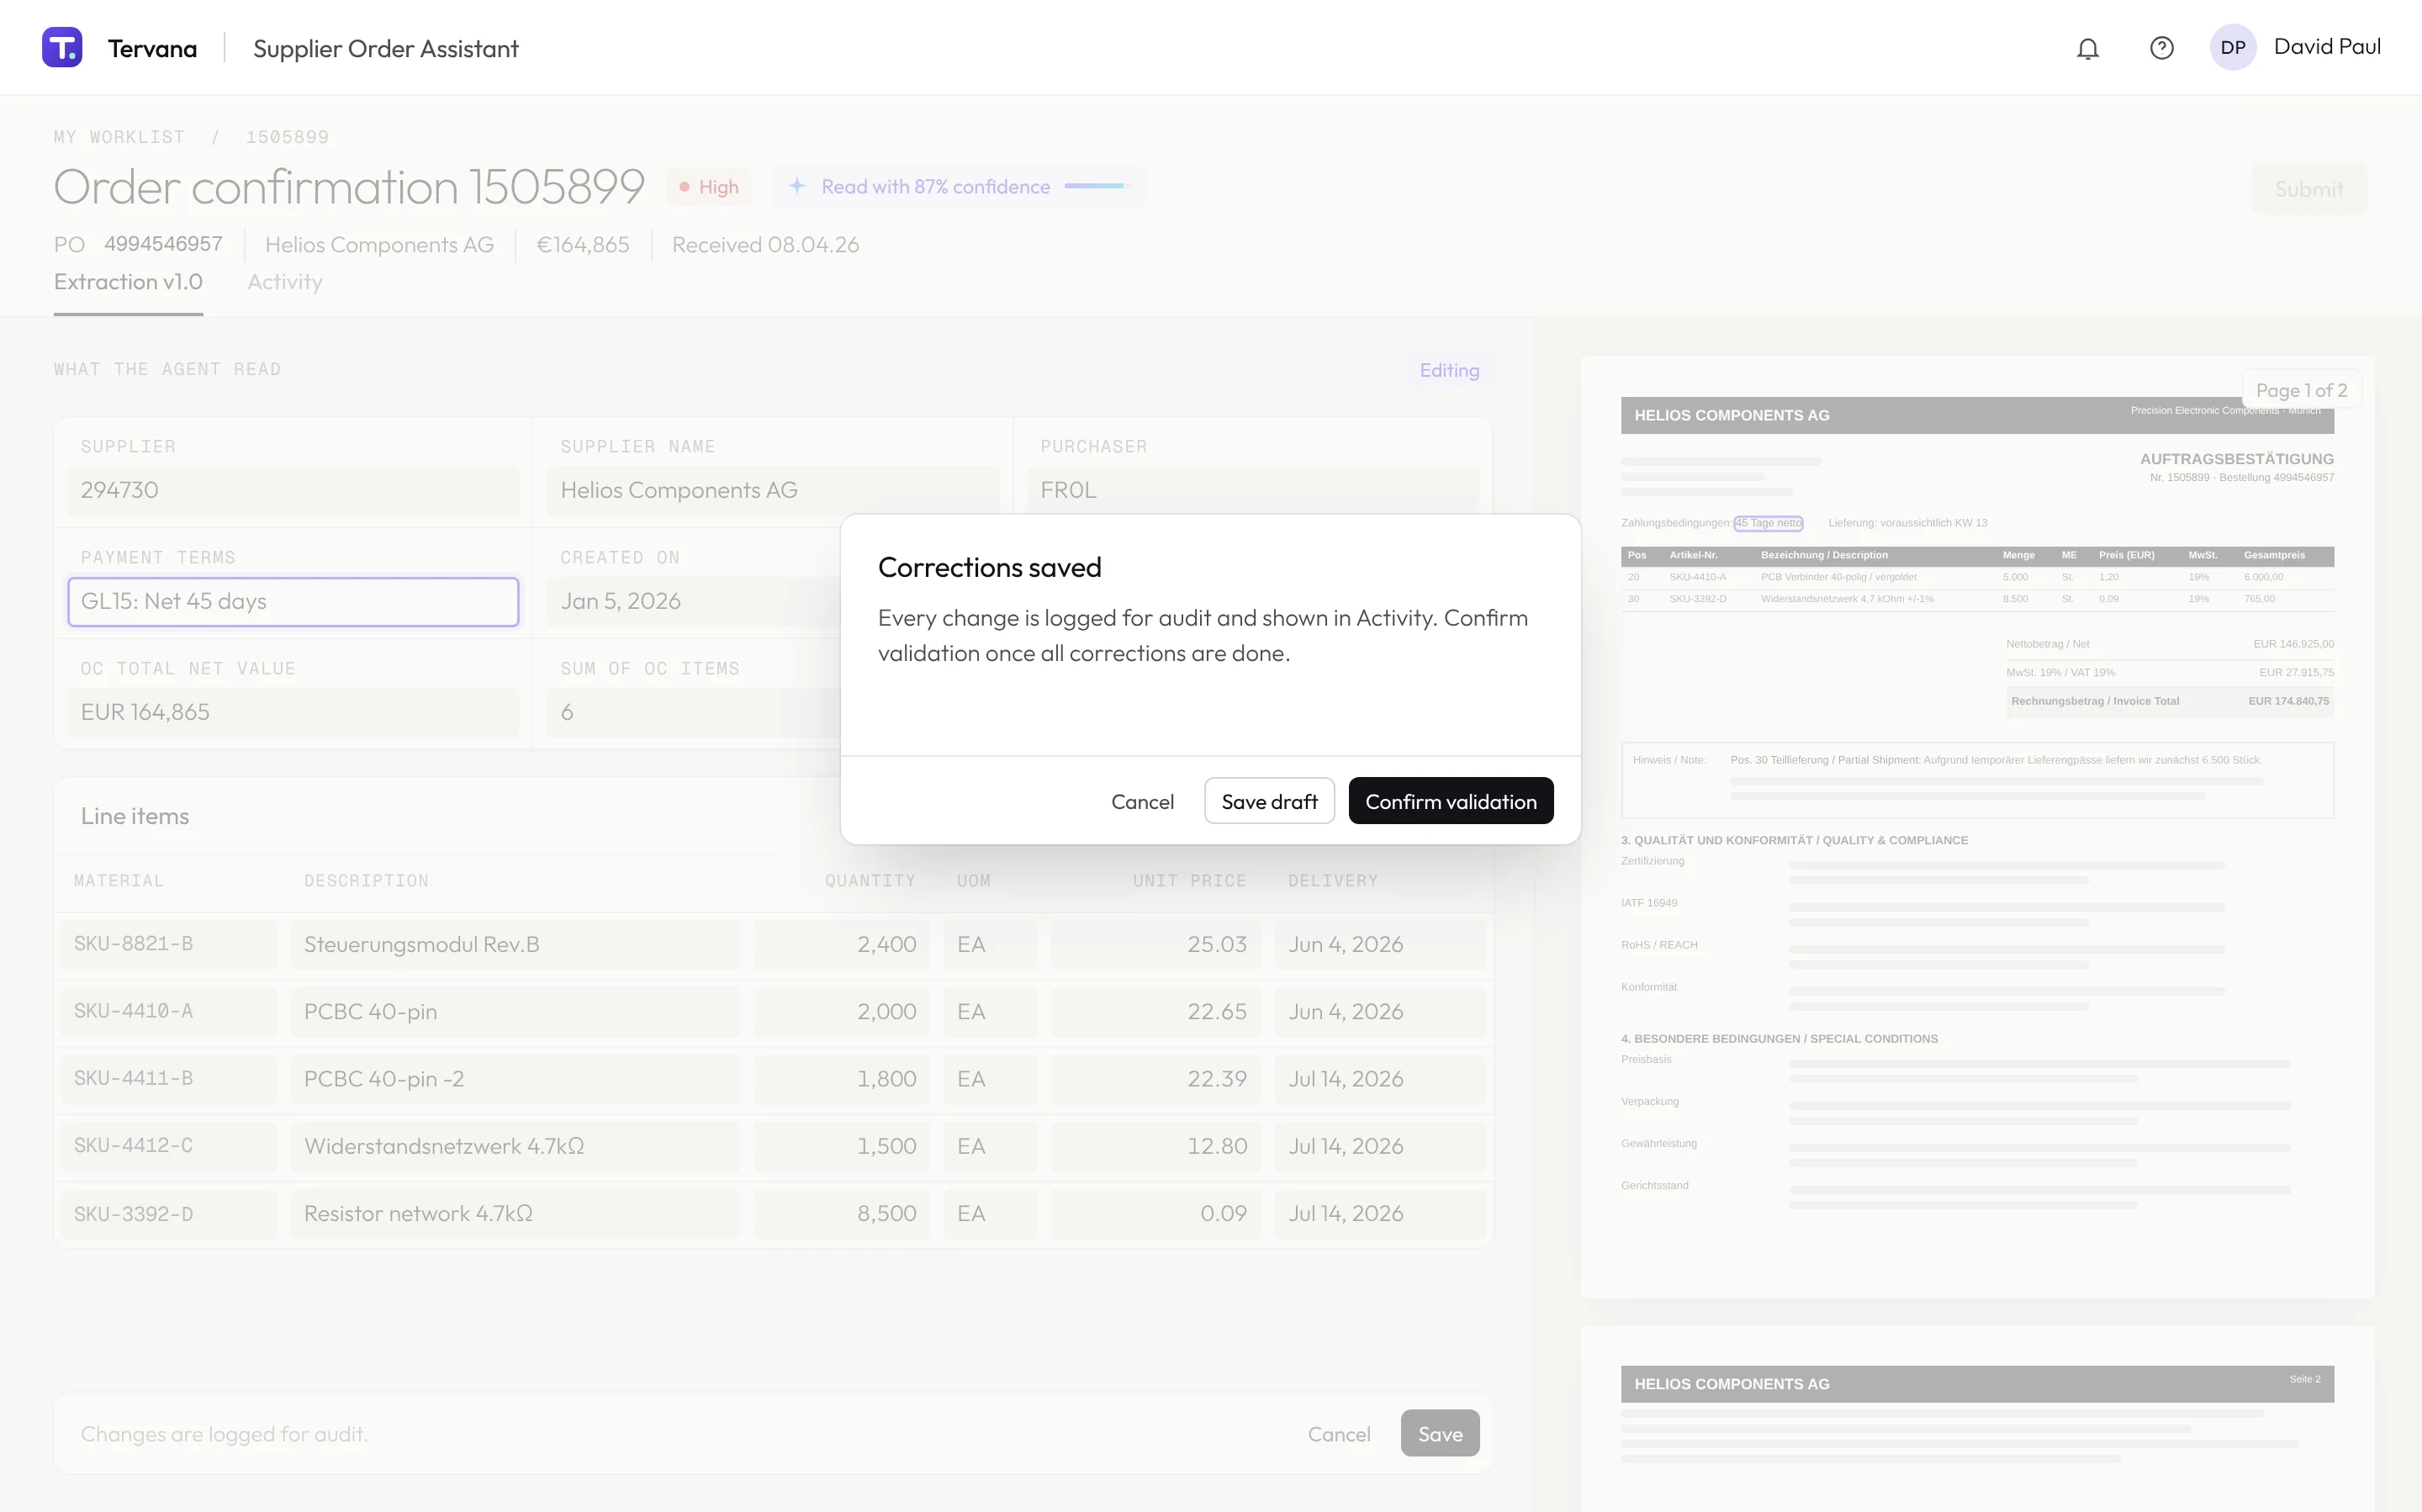 T.
Tervana
Supplier Order Assistant
DP
David Paul
MY WORKLIST / 1505899
Order confirmation 1505899
High
Read with 87% confidence
Submit
PO 4994546957
Helios Components AG
€164,865
Received 08.04.26
Extraction v1.0
Activity
WHAT THE AGENT READ
Editing
SUPPLIER
294730
SUPPLIER NAME
Helios Components AG
PURCHASER
FR0L
PAYMENT TERMS
GL15: Net 45 days
CREATED ON
Jan 5, 2026
OC TOTAL NET VALUE
EUR 164,865
SUM OF OC ITEMS
6
Corrections saved
Every change is logged for audit and shown in Activity. Confirm
validation once all corrections are done.
Cancel
Save draft
Confirm validation
Line items
MATERIAL DESCRIPTION QUANTITY UOM UNIT PRICE DELIVERY
SKU-8821-B Steuerungsmodul Rev.B 2,400 EA 25.03 Jun 4, 2026
SKU-4410-A PCBC 40-pin 2,000 EA 22.65 Jun 4, 2026
SKU-4411-B PCBC 40-pin -2 1,800 EA 22.39 Jul 14, 2026
SKU-4412-C Widerstandsnetzwerk 4.7kΩ 1,500 EA 12.80 Jul 14, 2026
SKU-3392-D Resistor network 4.7kΩ 8,500 EA 0.09 Jul 14, 2026
Changes are logged for audit.
Cancel
Save
Page 1 of 2
HELIOS COMPONENTS AG
Precision Electronic Components · Munich
AUFTRAGSBESTÄTIGUNG
Nr. 1505899 · Bestellung 4994546957
Zahlungsbedingungen: 45 Tage netto Lieferung: voraussichtlich KW 13
Pos Artikel-Nr. Bezeichnung / Description Menge ME Preis (EUR) MwSt. Gesamtpreis
20 SKU-4410-A PCB Verbinder 40-polig / vergoldet 5.000 St. 1,20 19% 6.000,00
30 SKU-3392-D Widerstandsnetzwerk 4,7 kOhm +/-1% 8.500 St. 0,09 19% 765,00
Nettobetrag / Net EUR 146.925,00
MwSt. 19% / VAT 19% EUR 27.915,75
Rechnungsbetrag / Invoice Total EUR 174.840,75
Hinweis / Note: Pos. 30 Teillieferung / Partial Shipment: Aufgrund temporärer Lieferengpässe liefern wir zunächst 6.500 Stück.
3. QUALITÄT UND KONFORMITÄT / QUALITY & COMPLIANCE
Zertifizierung
IATF 16949
RoHS / REACH
Konformität
4. BESONDERE BEDINGUNGEN / SPECIAL CONDITIONS
Preisbasis
Verpackung
Gewährleistung
Gerichtsstand
HELIOS COMPONENTS AG
Seite 2